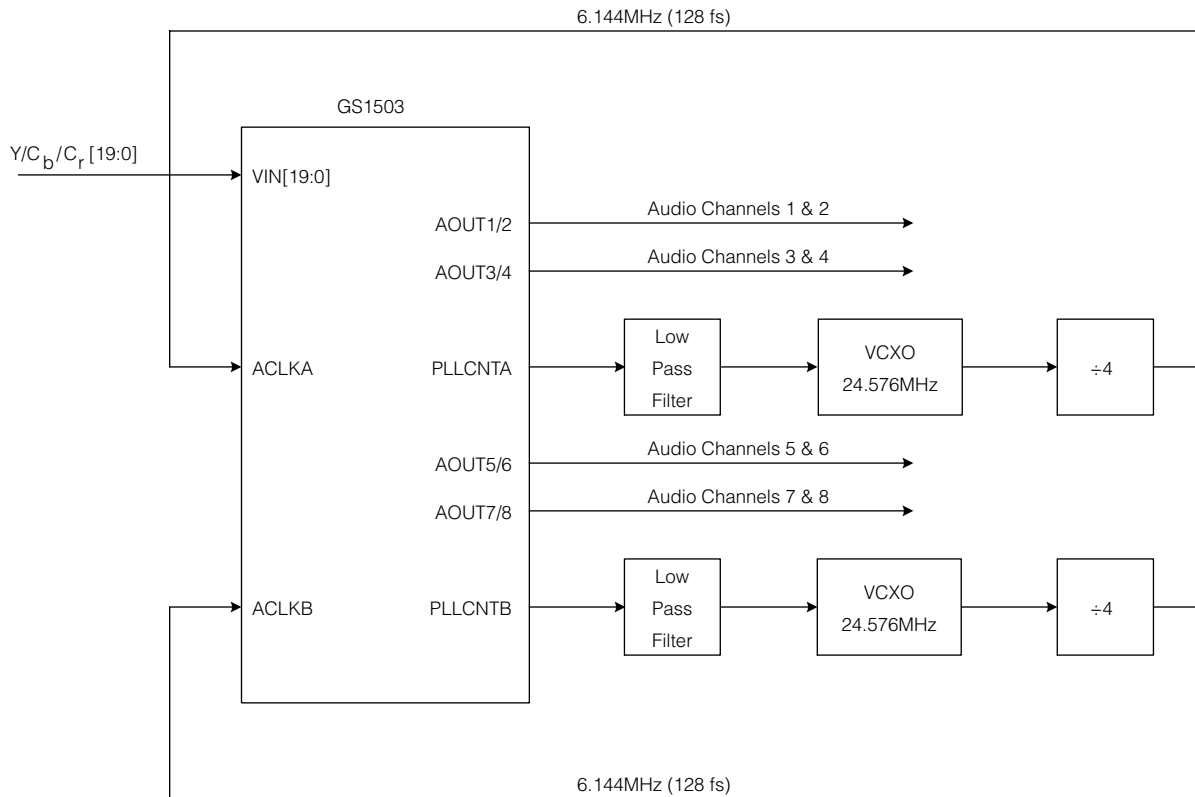 6.144MHz (128 fs)
GS1503
Y/Cb/Cr [19:0]
VIN[19:0]
AOUT1/2
Audio Channels 1 & 2
AOUT3/4
Audio Channels 3 & 4
ACLKA
PLLCNTA
Low
Pass
Filter
VCXO
24.576MHz
÷4
AOUT5/6
Audio Channels 5 & 6
AOUT7/8
Audio Channels 7 & 8
ACLKB
PLLCNTB
Low
Pass
Filter
VCXO
24.576MHz
÷4
6.144MHz (128 fs)